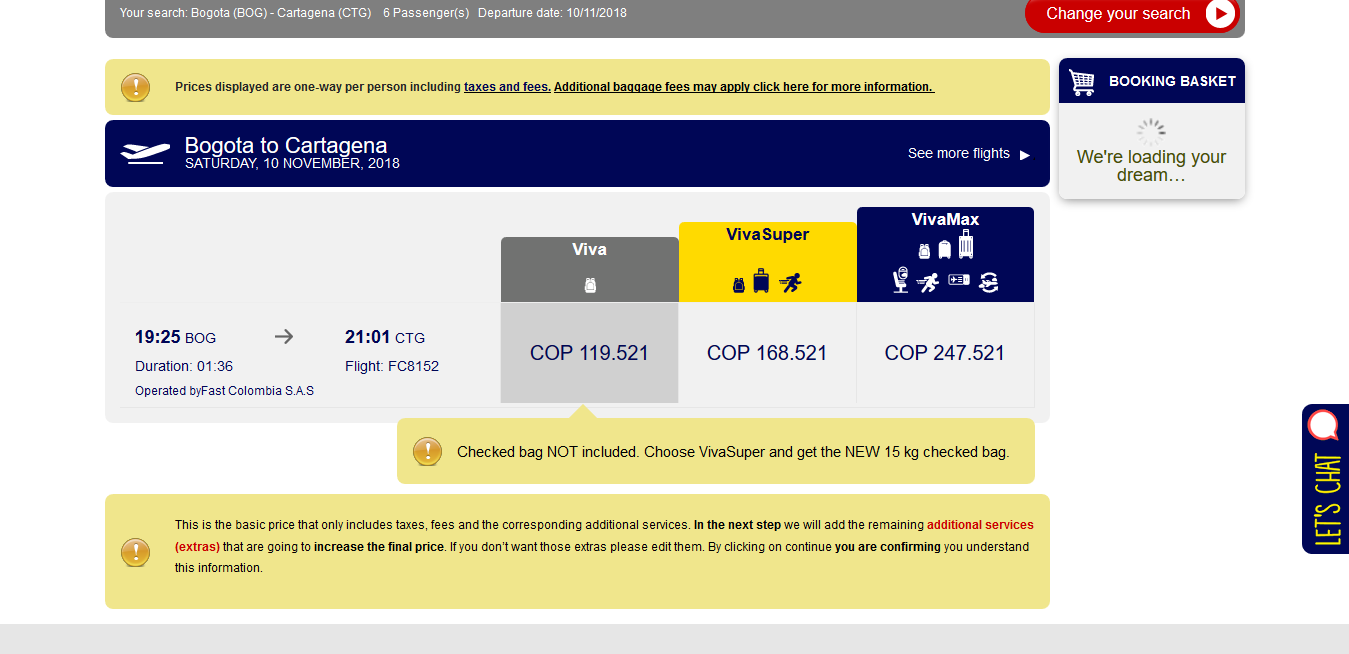 Your search: Bogota (BOG) - Cartagena (CTG) 6 Passenger(s) Departure date: 10/11/2018
Change your search
Prices displayed are one-way per person including taxes and fees. Additional baggage fees may apply click here for more information.
BOOKING BASKET
We're loading your
dream…
Bogota to Cartagena
SATURDAY, 10 NOVEMBER, 2018
See more flights
Viva
VivaSuper
VivaMax
19:25 BOG
21:01 CTG
Duration: 01:36
Flight: FC8152
Operated byFast Colombia S.A.S
COP 119.521
COP 168.521
COP 247.521
Checked bag NOT included. Choose VivaSuper and get the NEW 15 kg checked bag.
This is the basic price that only includes taxes, fees and the corresponding additional services. In the next step we will add the remaining additional services
(extras) that are going to increase the final price. If you don't want those extras please edit them. By clicking on continue you are confirming you understand
this information.
LET'S CHAT